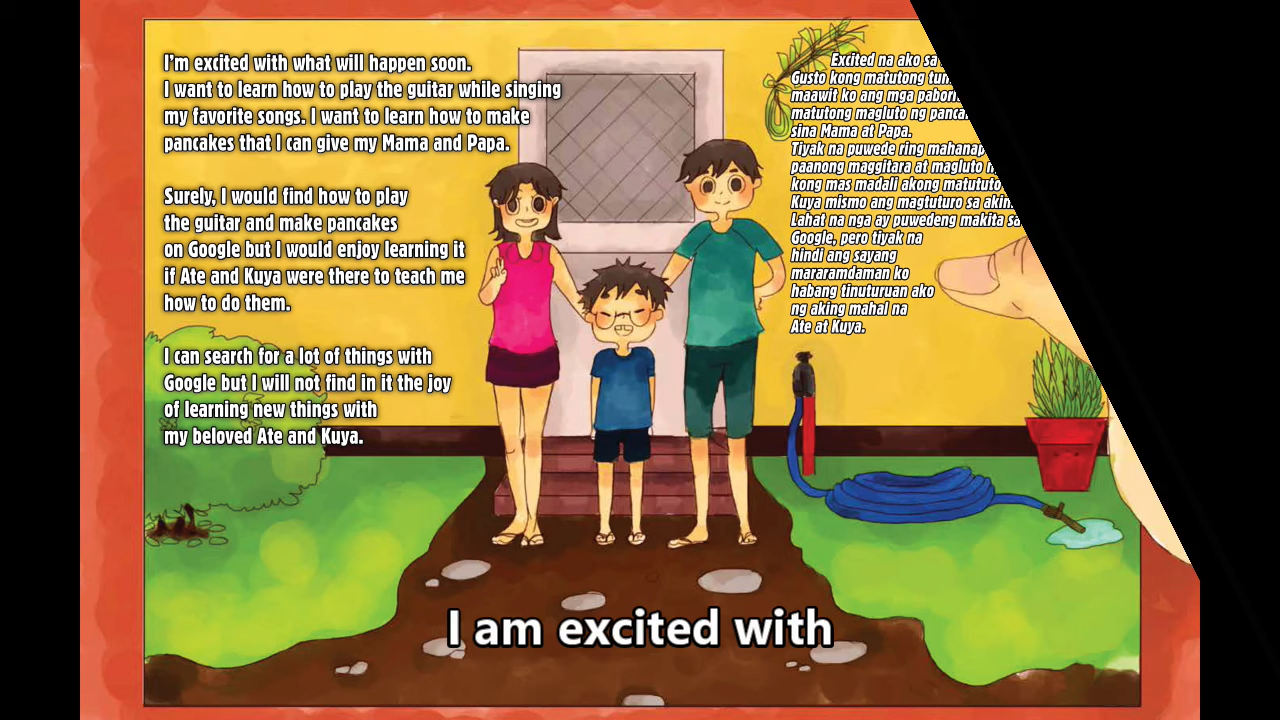 I'm excited with what will happen soon.
I want to learn how to play the guitar while singing
my favorite songs. I want to learn how to make
pancakes that I can give my Mama and Papa.
Surely, I would find how to play
the guitar and make pancakes
on Google but I would enjoy learning it
if Ate and Kuya were there to teach me
how to do them.
I can search for a lot of things with
Google but I will not find in it the joy
of learning new things with
my beloved Ate and Kuya.
Excited na ako sa
Gusto kong matutong
maawit ko ang mga
matutong magluto ng
sina Mama at Papa.
Tiyak na puwede ring mahanap
paanong maggitara at magluto
kong mas madali akong matututo
Kuya mismo ang magtuturo sa akin.
Lahat na nga ay puwedeng makita sa
Google, pero tiyak na
hindi ang sayang
mararamdaman ko
habang tinuturuan ako
ng aking mahal na
Ate at Kuya.
I am excited with